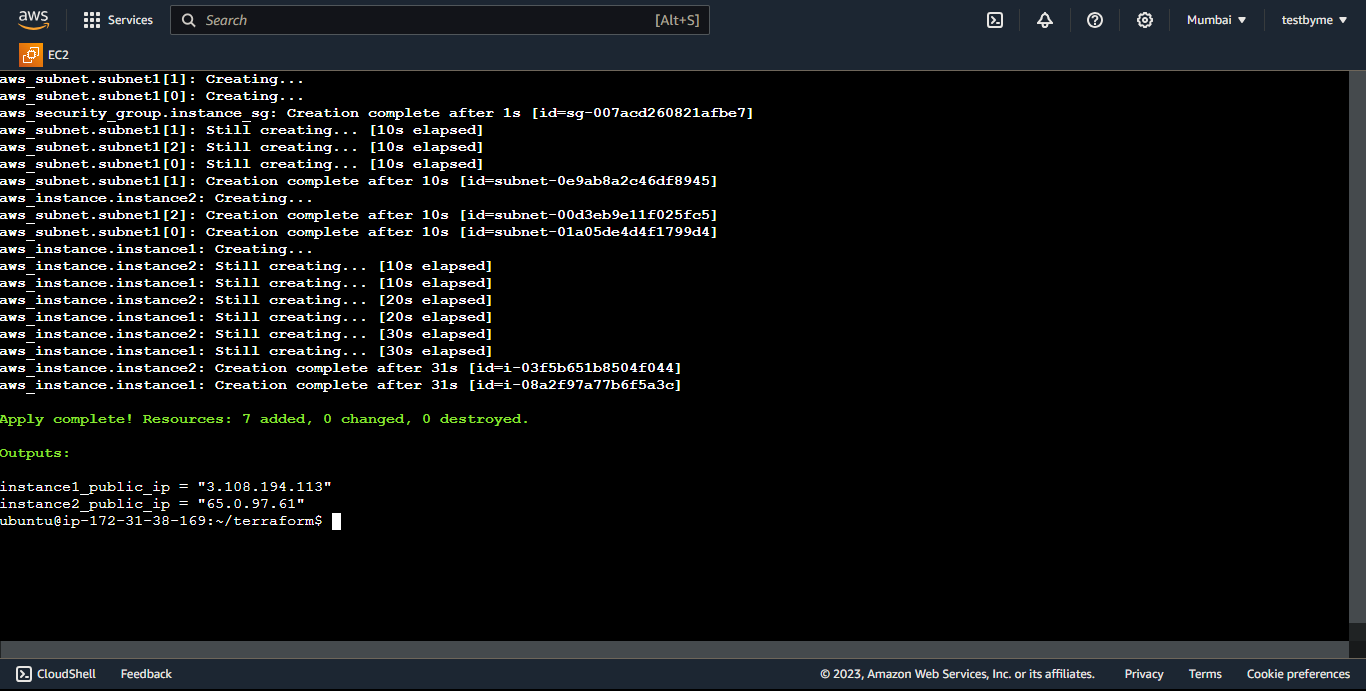 aws Services Search [Alt+S] Mumbai testbyme
EC2
aws_subnet.subnet1[1]: Creating...
aws_subnet.subnet1[0]: Creating...
aws_security_group.instance_sg: Creation complete after 1s [id=sg-007acd260821afbe7]
aws_subnet.subnet1[1]: Still creating... [10s elapsed]
aws_subnet.subnet1[2]: Still creating... [10s elapsed]
aws_subnet.subnet1[0]: Still creating... [10s elapsed]
aws_subnet.subnet1[1]: Creation complete after 10s [id=subnet-0e9ab8a2c46df8945]
aws_instance.instance2: Creating...
aws_subnet.subnet1[2]: Creation complete after 10s [id=subnet-00d3eb9e11f025fc5]
aws_subnet.subnet1[0]: Creation complete after 10s [id=subnet-01a05de4d4f1799d4]
aws_instance.instance1: Creating...
aws_instance.instance2: Still creating... [10s elapsed]
aws_instance.instance1: Still creating... [10s elapsed]
aws_instance.instance2: Still creating... [20s elapsed]
aws_instance.instance1: Still creating... [20s elapsed]
aws_instance.instance2: Still creating... [30s elapsed]
aws_instance.instance1: Still creating... [30s elapsed]
aws_instance.instance2: Creation complete after 31s [id=i-03f5b651b8504f044]
aws_instance.instance1: Creation complete after 31s [id=i-08a2f97a77b6f5a3c]
Apply complete! Resources: 7 added, 0 changed, 0 destroyed.
Outputs:
instance1_public_ip = "3.108.194.113"
instance2_public_ip = "65.0.97.61"
ubuntu@ip-172-31-38-169:~/terraform$
CloudShell Feedback © 2023, Amazon Web Services, Inc. or its affiliates. Privacy Terms Cookie preferences